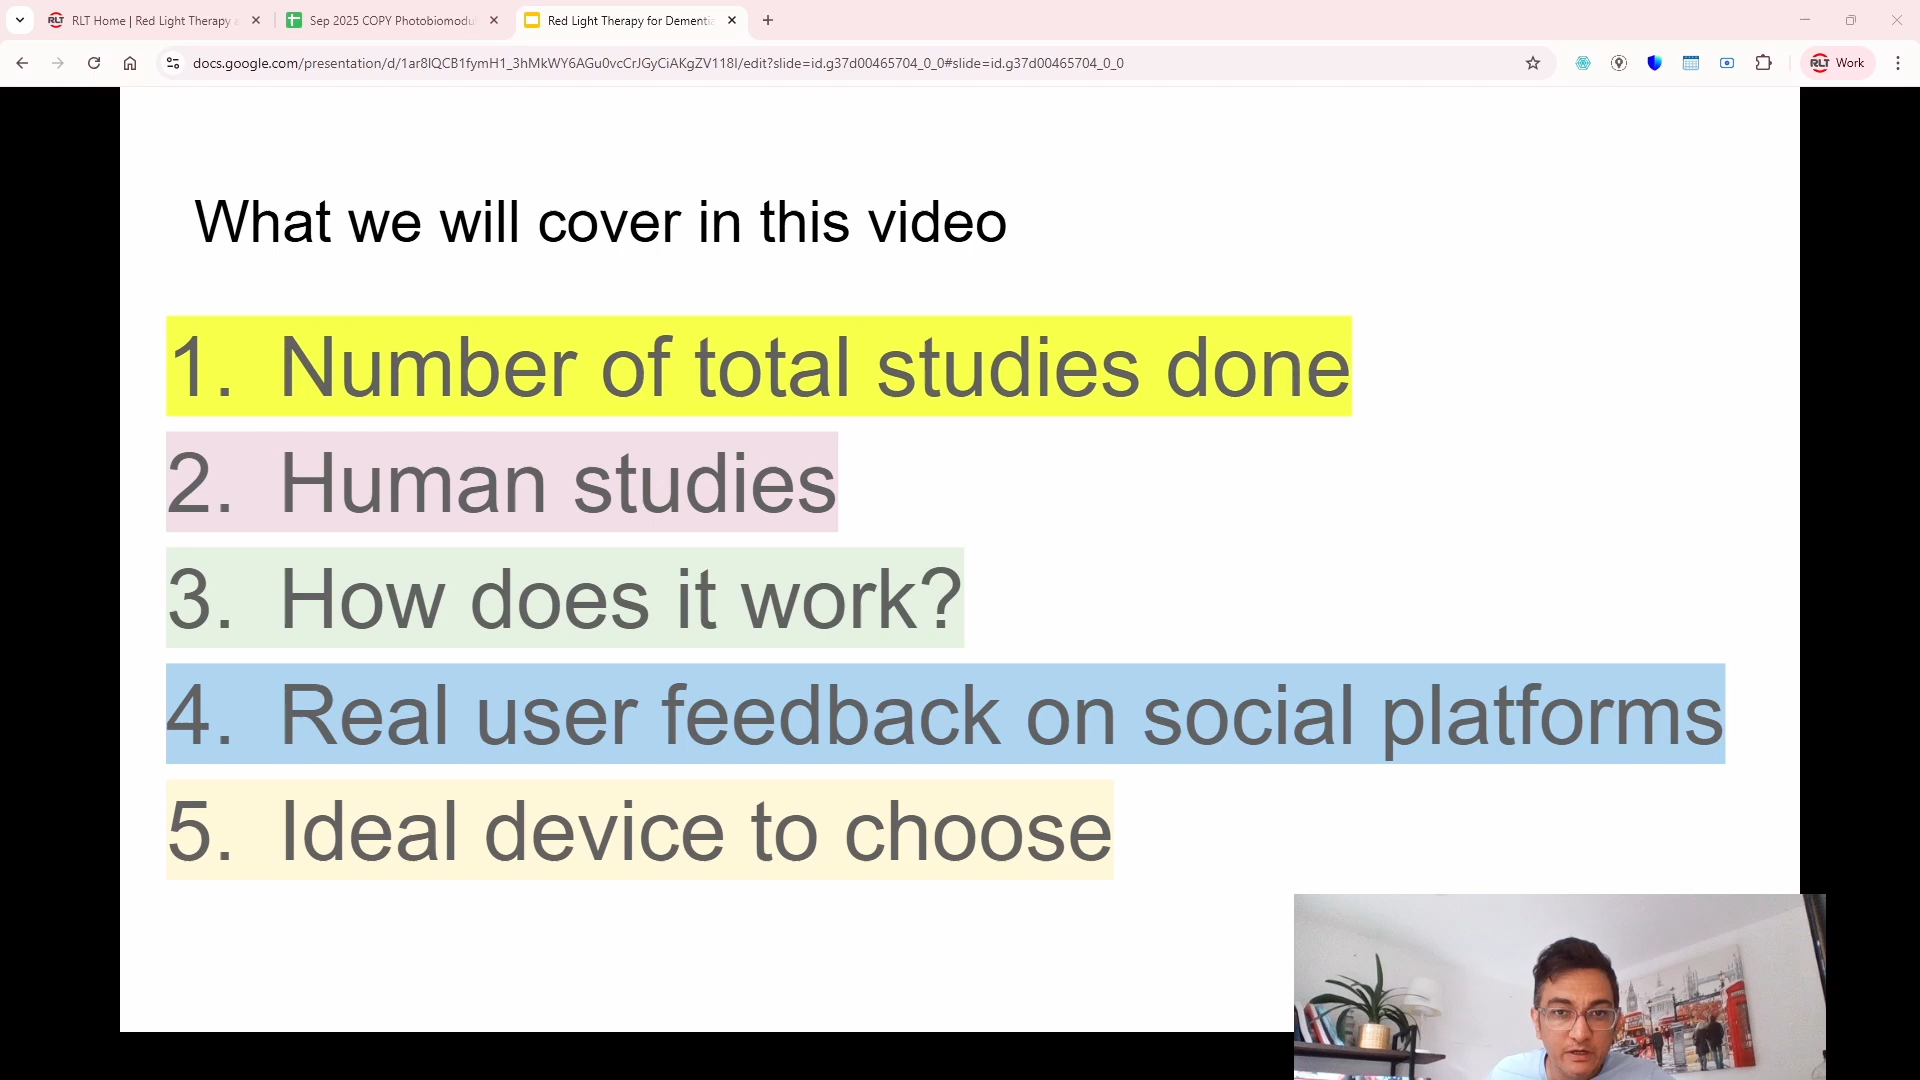 RLT Home | Red Light Therapy
Sep 2025 COPY Photobiomodu
Red Light Therapy for Dementia
docs.google.com/presentation/d/1ar8lQCB1fymH1_3hMkWY6AGu0vcCrJGyCiAKgZV118I/edit?slide=id.g37d00465704_0_0#slide=id.g37d00465704_0_0
RLT Work
What we will cover in this video
1. Number of total studies done
2. Human studies
3. How does it work?
4. Real user feedback on social platforms
5. Ideal device to choose